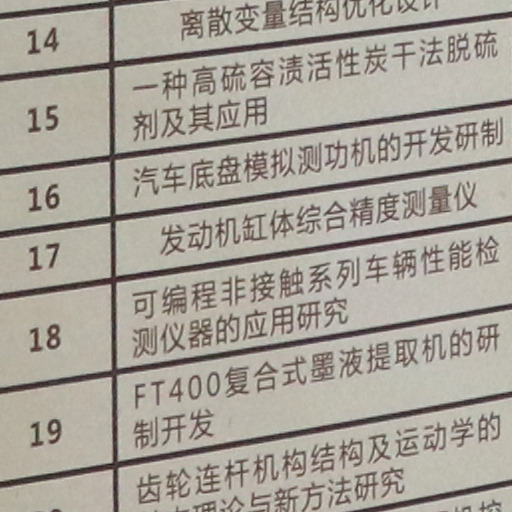 14 离散变量结构优化设计
15 一种高硫容渍活性炭干法脱硫
剂及其应用
16 汽车底盘模拟测功机的开发研制
17 发动机缸体综合精度测量仪
18 可编程非接触系列车辆性能检
测仪器的应用研究
19 FT400复合式墨液提取机的研
制开发
齿轮连杆机构结构及运动学的
理论与新方法研究